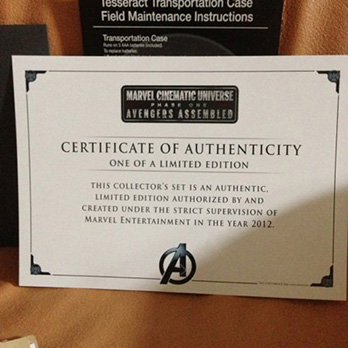 Tesseract Transportation Case
Field Maintenance Instructions
Transportation Case
MARVEL CINEMATIC UNIVERSE
PHASE ONE
AVENGERS ASSEMBLED
CERTIFICATE OF AUTHENTICITY
ONE OF A LIMITED EDITION
THIS COLLECTOR'S SET IS AN AUTHENTIC,
LIMITED EDITION AUTHORIZED BY AND
CREATED UNDER THE STRICT SUPERVISION OF
MARVEL ENTERTAINMENT IN THE YEAR 2012.